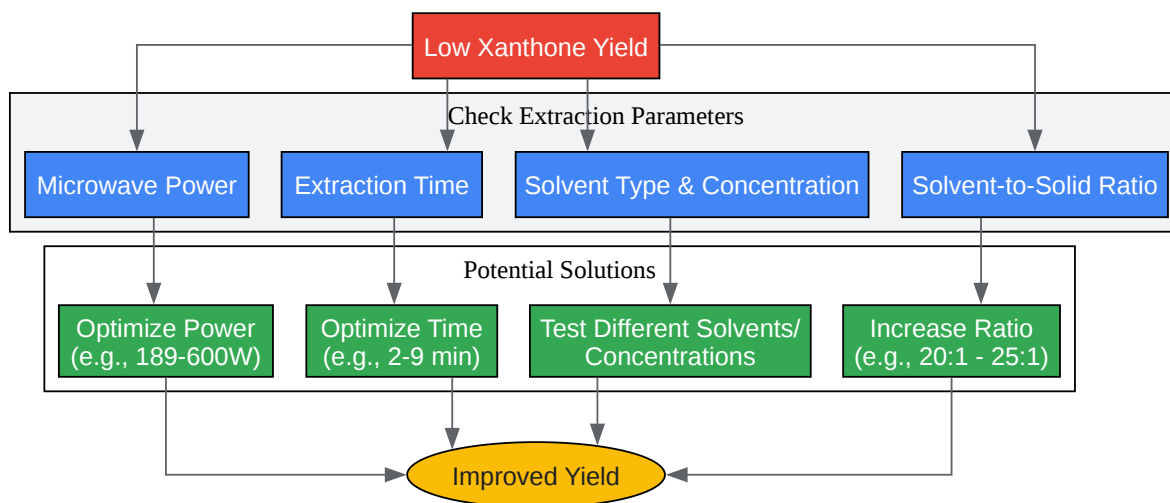 Low Xanthone Yield
Check Extraction Parameters
Microwave Power
Extraction Time
Solvent Type & Concentration
Solvent-to-Solid Ratio
Potential Solutions
Optimize Power
(e.g., 189-600W)
Optimize Time
(e.g., 2-9 min)
Test Different Solvents/
Concentrations
Increase Ratio
(e.g., 20:1 - 25:1)
Improved Yield